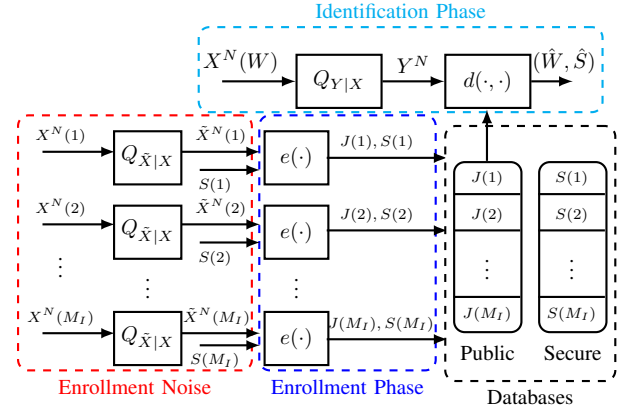 Identification Phase
X^N(W) Q_{Y|X} Y^N d(·,·) (Ŵ, Ŝ)
X^N(1) Q_{X̃|X} X̃^N(1) S(1) e(·) J(1), S(1)
X^N(2) Q_{X̃|X} X̃^N(2) S(2) e(·) J(2), S(2)
⋮ ⋮ ⋮
X^N(M_I) Q_{X̃|X} X̃^N(M_I) S(M_I) e(·) J(M_I), S(M_I)
J(1) S(1)
J(2) S(2)
⋮ ⋮
J(M_I) S(M_I)
Public Secure
Enrollment Noise Enrollment Phase Databases